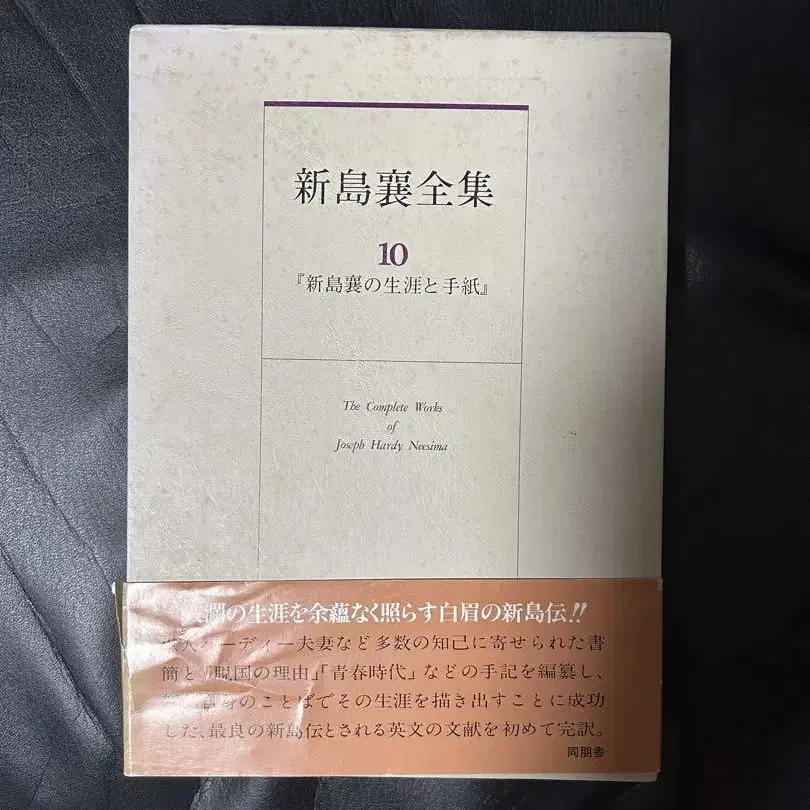 新島襄全集
10
『新島襄の生涯と手紙』
The Complete Works
of
Joseph Hardy Neesima
瀾の生涯を余蘊なく照らす白眉の新島伝!!
人ハーディー夫妻など多数の知己に寄せられた書
簡と「脱国の理由」「青春時代」などの手記を編纂し、
身のことばでその生涯を描き出すことに成功
した、最良の新島伝とされる英文の文献を初めて完訳。
同朋舎